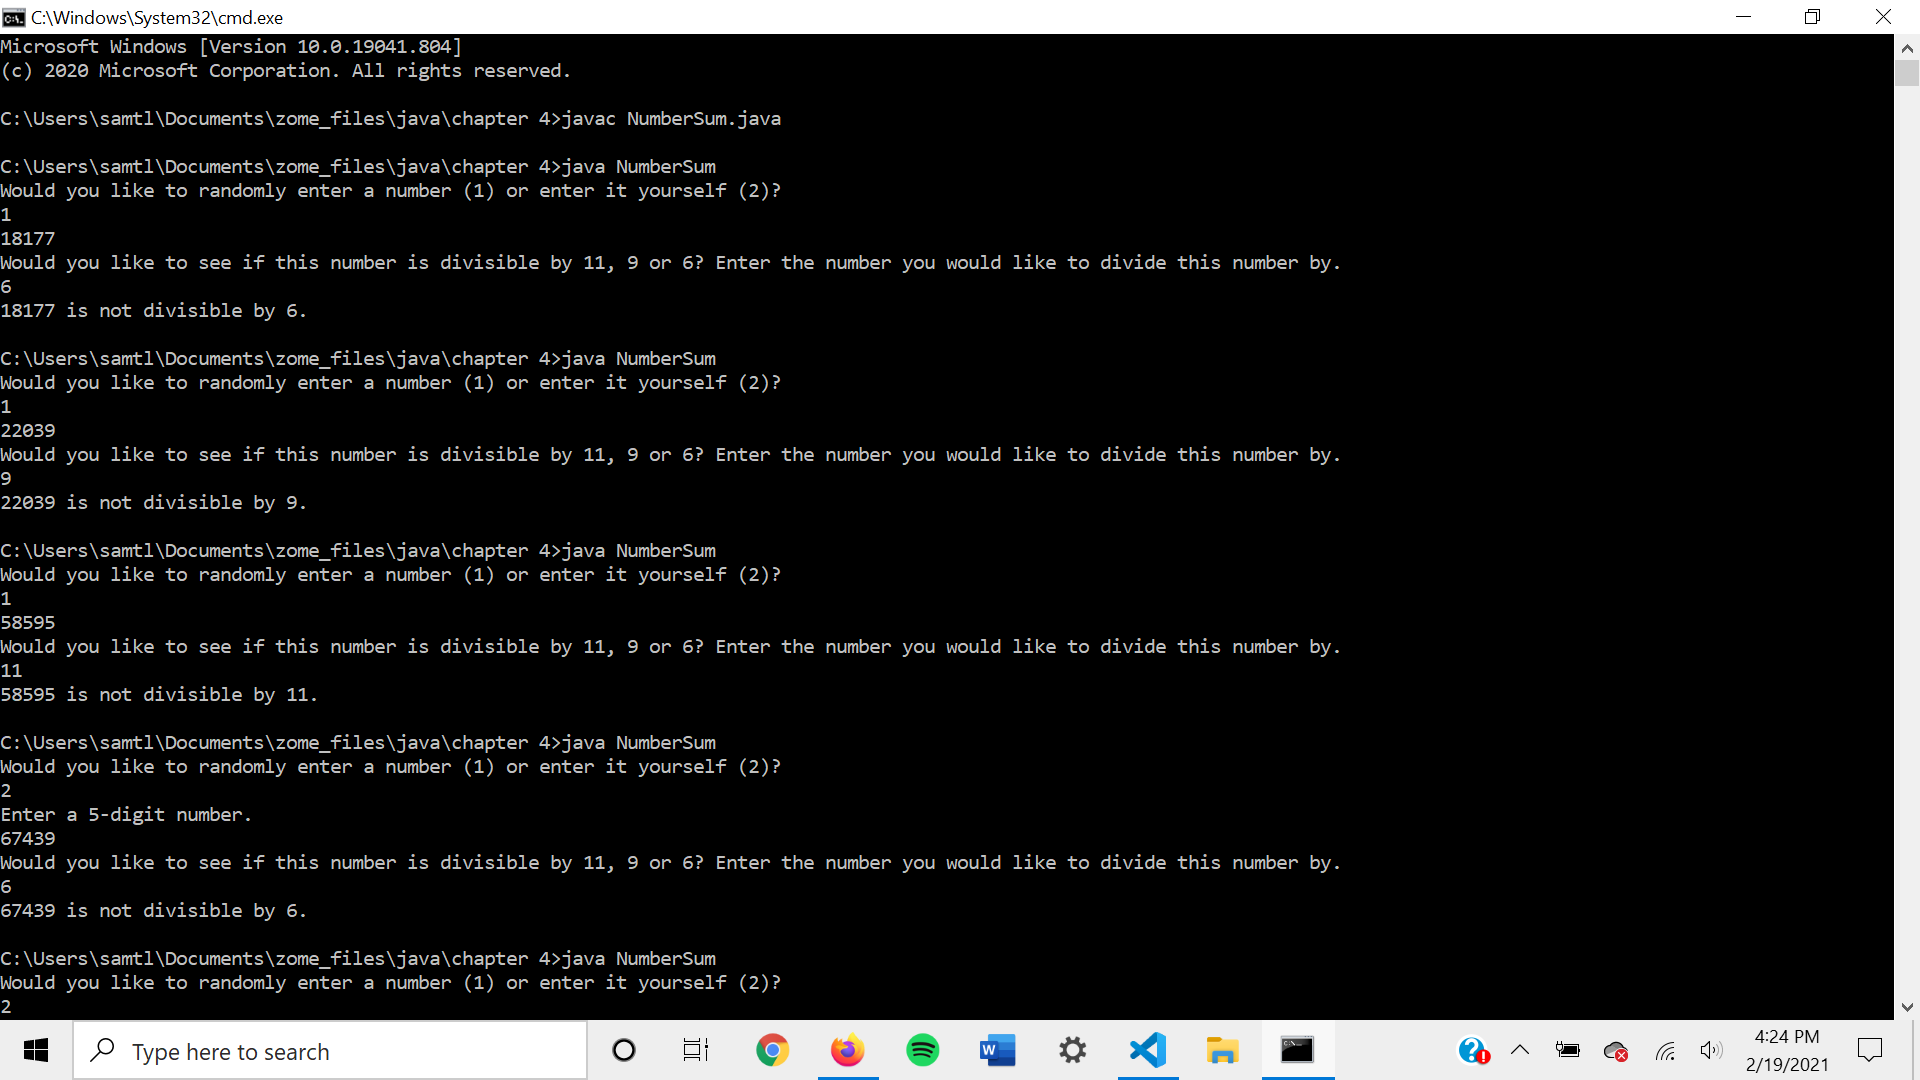 C:\Windows\System32\cmd.exe
Microsoft Windows [Version 10.0.19041.804]
(c) 2020 Microsoft Corporation. All rights reserved.
C:\Users\samtl\Documents\zome_files\java\chapter 4>javac NumberSum.java
C:\Users\samtl\Documents\zome_files\java\chapter 4>java NumberSum
Would you like to randomly enter a number (1) or enter it yourself (2)?
1
18177
Would you like to see if this number is divisible by 11, 9 or 6? Enter the number you would like to divide this number by.
6
18177 is not divisible by 6.
C:\Users\samtl\Documents\zome_files\java\chapter 4>java NumberSum
Would you like to randomly enter a number (1) or enter it yourself (2)?
1
22039
Would you like to see if this number is divisible by 11, 9 or 6? Enter the number you would like to divide this number by.
9
22039 is not divisible by 9.
C:\Users\samtl\Documents\zome_files\java\chapter 4>java NumberSum
Would you like to randomly enter a number (1) or enter it yourself (2)?
1
58595
Would you like to see if this number is divisible by 11, 9 or 6? Enter the number you would like to divide this number by.
11
58595 is not divisible by 11.
C:\Users\samtl\Documents\zome_files\java\chapter 4>java NumberSum
Would you like to randomly enter a number (1) or enter it yourself (2)?
2
Enter a 5-digit number.
67439
Would you like to see if this number is divisible by 11, 9 or 6? Enter the number you would like to divide this number by.
6
67439 is not divisible by 6.
C:\Users\samtl\Documents\zome_files\java\chapter 4>java NumberSum
Would you like to randomly enter a number (1) or enter it yourself (2)?
2
Type here to search
4:24 PM
2/19/2021